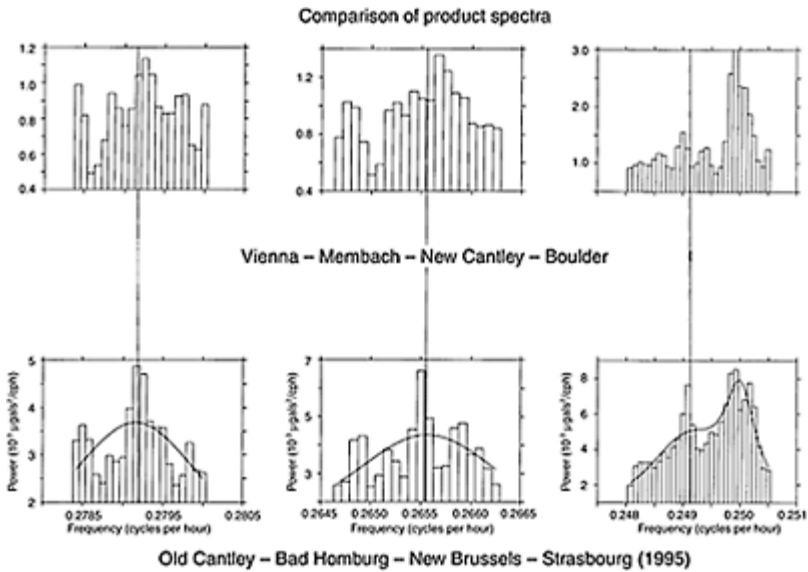 Comparison of product spectra
1.2
1.0
0.8
0.6
0.4
1.2
0.8
0.4
3.0
2.0
1.0
Vienna – Membach – New Cantley – Boulder
Power (10⁻³ μgals²/cph)
5
4
3
2
0.2785 0.2795 0.2805
Frequency (cycles per hour)
Power (10⁻³ μgals²/cph)
7
5
3
0.2645 0.2650 0.2655 0.2660 0.2665
Frequency (cycles per hour)
Power (10⁻³ μgals²/cph)
8
6
4
2
0.248 0.249 0.250 0.251
Frequency (cycles per hour)
Old Cantley – Bad Homburg – New Brussels – Strasbourg (1995)